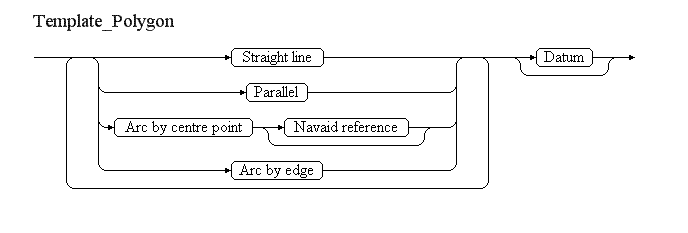 Template_Polygon
Straight line
Datum
Parallel
Arc by centre point
Navaid reference
Arc by edge